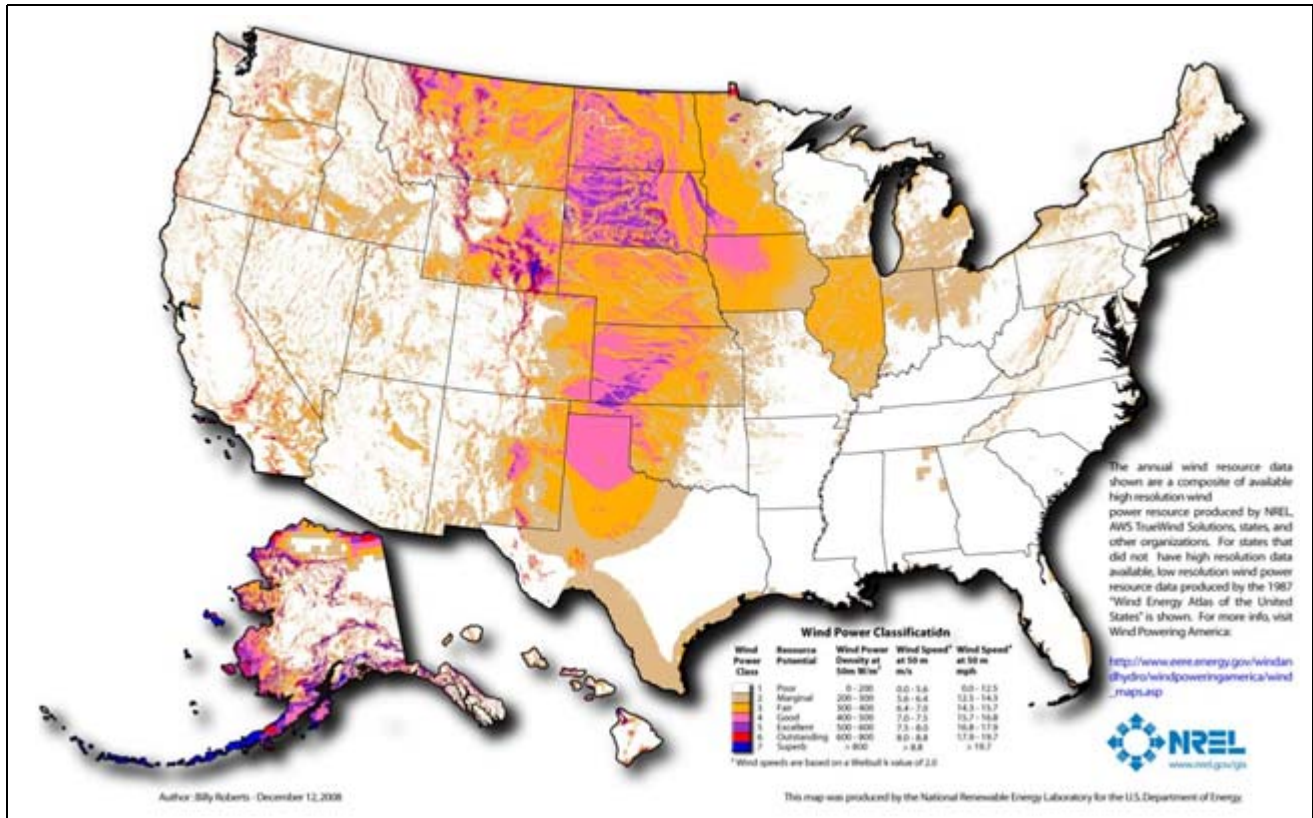 The annual wind resource data
shown are a composite of available
high resolution wind
power resource produced by NREL,
AWS TrueWind Solutions, states, and
other organizations. For states that
did not have high resolution data
available, low resolution wind power
resource data produced by the 1987
"Wind Energy Atlas of the United
States" is shown. For more info, visit
Wind Powering America:
http://www.eere.energy.gov/windan
dhydro/windpoweringamerica/wind
_maps.asp
Wind Power Classification
Wind Resource Wind Power Wind Speed* Wind Speed*
Power Potential Density at at 50 m at 50 m
Class 50m W/m² m/s mph
1 Poor 0 - 200 0.0 - 5.6 0.0 - 12.5
2 Marginal 200 - 300 5.6 - 6.4 12.5 - 14.3
3 Fair 300 - 400 6.4 - 7.0 14.3 - 15.7
4 Good 400 - 500 7.0 - 7.5 15.7 - 16.8
5 Excellent 500 - 600 7.5 - 8.0 16.8 - 17.9
6 Outstanding 600 - 800 8.0 - 8.8 17.9 - 19.7
7 Superb > 800 > 8.8 > 19.7
* Wind speeds are based on a Weibull k value of 2.0
NREL
www.nrel.gov/gis
Author: Billy Roberts - December 12, 2008
This map was produced by the National Renewable Energy Laboratory for the U.S. Department of Energy.